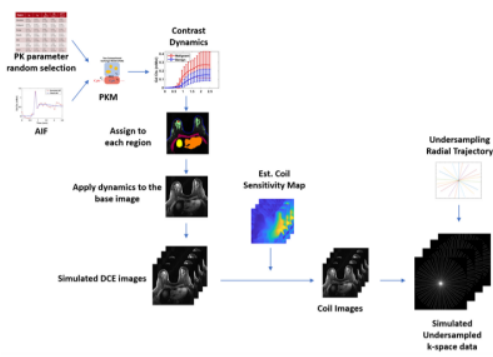 PK parameter
random selection
AIF
PKM
Contrast
Dynamics
Assign to
each region
Apply dynamics to the
base image
Simulated DCE images
Est. Coil
Sensitivity Map
Coil Images
Undersampling
Radial Trajectory
Simulated
Undersampled
k-space data